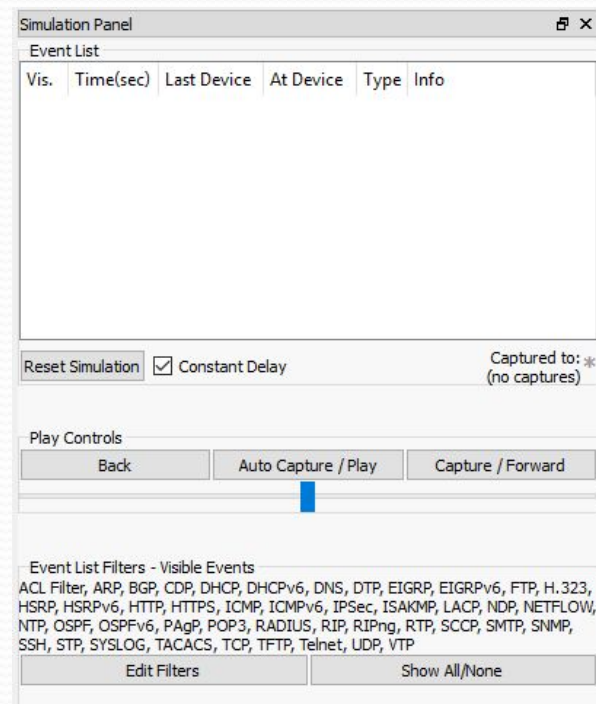 Simulation Panel
Event List
Vis. Time(sec) Last Device At Device Type Info
Reset Simulation Constant Delay Captured to: *
(no captures)
Play Controls
Back Auto Capture / Play Capture / Forward
Event List Filters - Visible Events
ACL Filter, ARP, BGP, CDP, DHCP, DHCPv6, DNS, DTP, EIGRP, EIGRPv6, FTP, H.323,
HSRP, HSRPv6, HTTP, HTTPS, ICMP, ICMPv6, IPSec, ISAKMP, LACP, NDP, NETFLOW,
NTP, OSPF, OSPFv6, PAgP, POP3, RADIUS, RIP, RIPng, RTP, SCCP, SMTP, SNMP,
SSH, STP, SYSLOG, TACACS, TCP, TFTP, Telnet, UDP, VTP
Edit Filters Show All/None